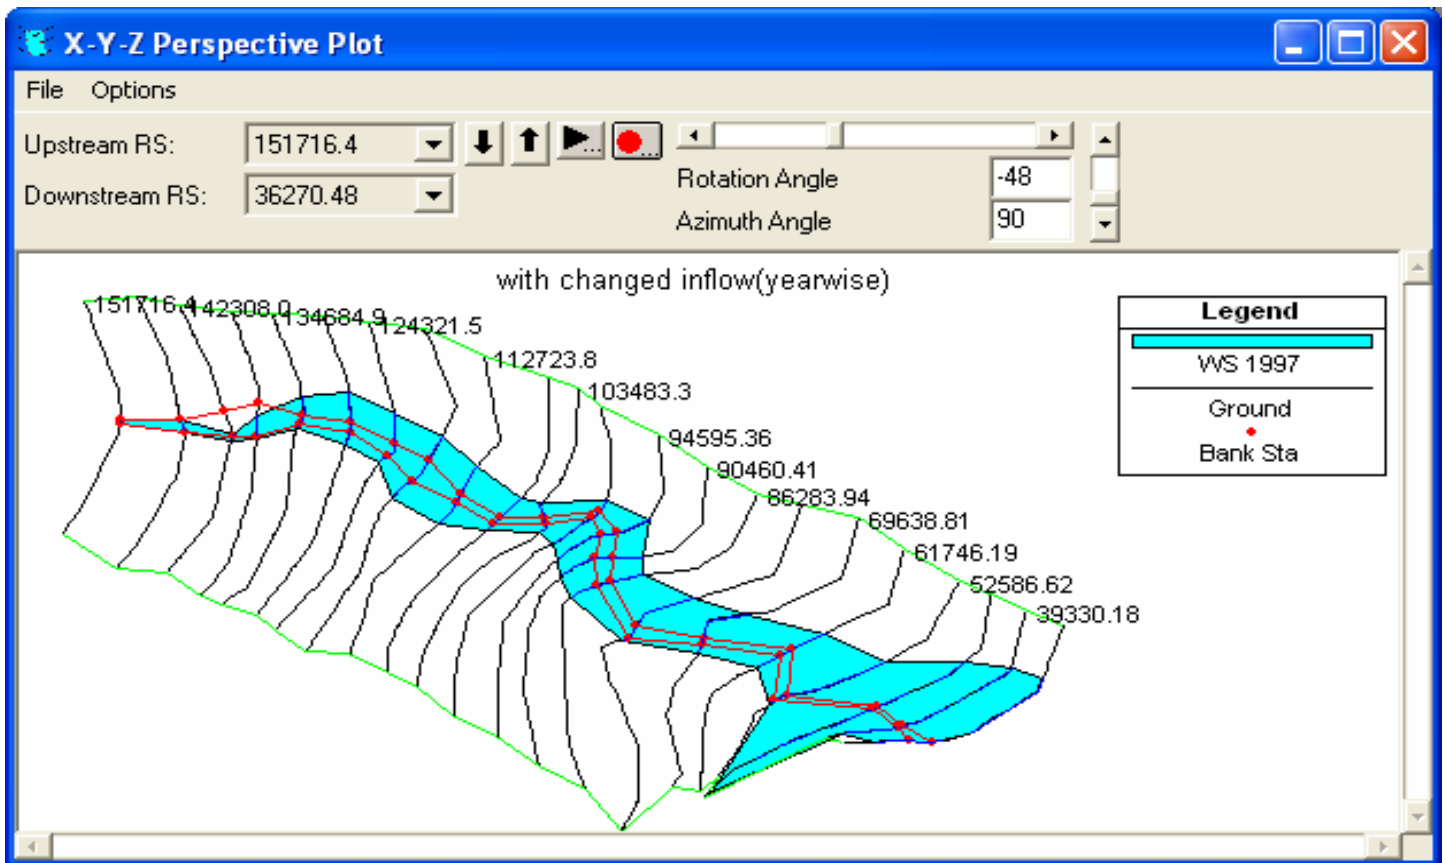 X-Y-Z Perspective Plot
File Options
Upstream RS: 151716.4
Downstream RS: 36270.48
...
...
Rotation Angle -48
Azimuth Angle 90
with changed inflow(yearwise)
151716.4
142308.0
134684.9
124321.5
112723.8
103483.3
94595.36
90460.41
86283.94
69638.81
61746.19
52586.62
39330.18
Legend
WS 1997
Ground
Bank Sta